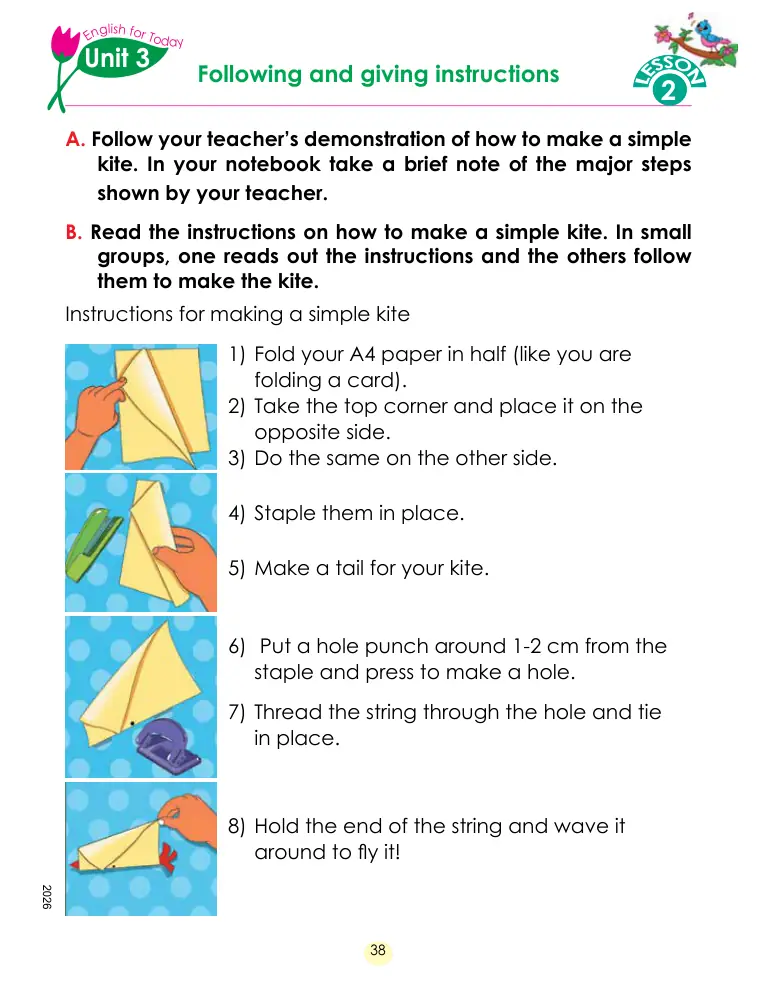 English for Today
Unit 3
Following and giving instructions
LESSON
2
A. Follow your teacher’s demonstration of how to make a simple
kite. In your notebook take a brief note of the major steps
shown by your teacher.
B. Read the instructions on how to make a simple kite. In small
groups, one reads out the instructions and the others follow
them to make the kite.
Instructions for making a simple kite
1) Fold your A4 paper in half (like you are
folding a card).
2) Take the top corner and place it on the
opposite side.
3) Do the same on the other side.
4) Staple them in place.
5) Make a tail for your kite.
6) Put a hole punch around 1-2 cm from the
staple and press to make a hole.
7) Thread the string through the hole and tie
in place.
8) Hold the end of the string and wave it
around to fly it!
2026
38